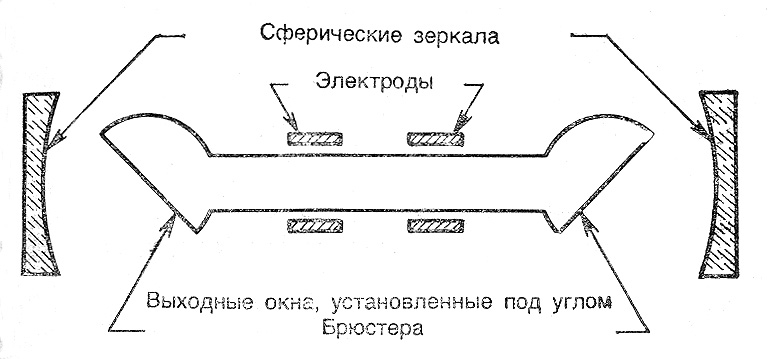 Сферические зеркала
Электроды
Выходные окна, установленные под углом
Брюстера